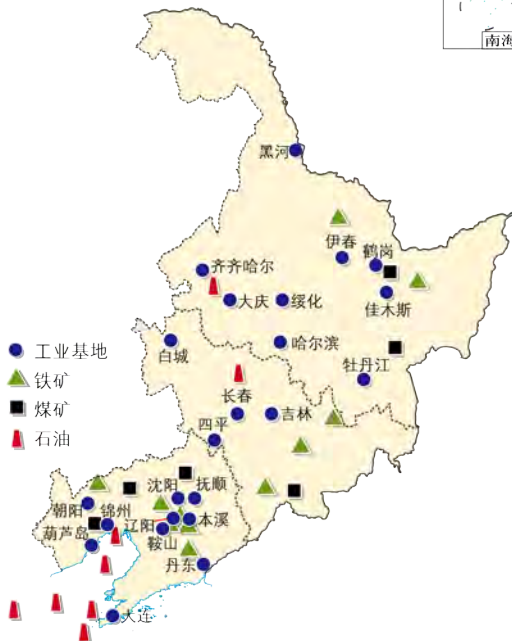 南海
黑河
伊春
鹤岗
齐齐哈尔
大庆
绥化
佳木斯
白城
哈尔滨
牡丹江
工业基地
铁矿
煤矿
石油
长春
吉林
四平
沈阳
抚顺
朝阳
锦州
辽阳
本溪
葫芦岛
鞍山
丹东
大连